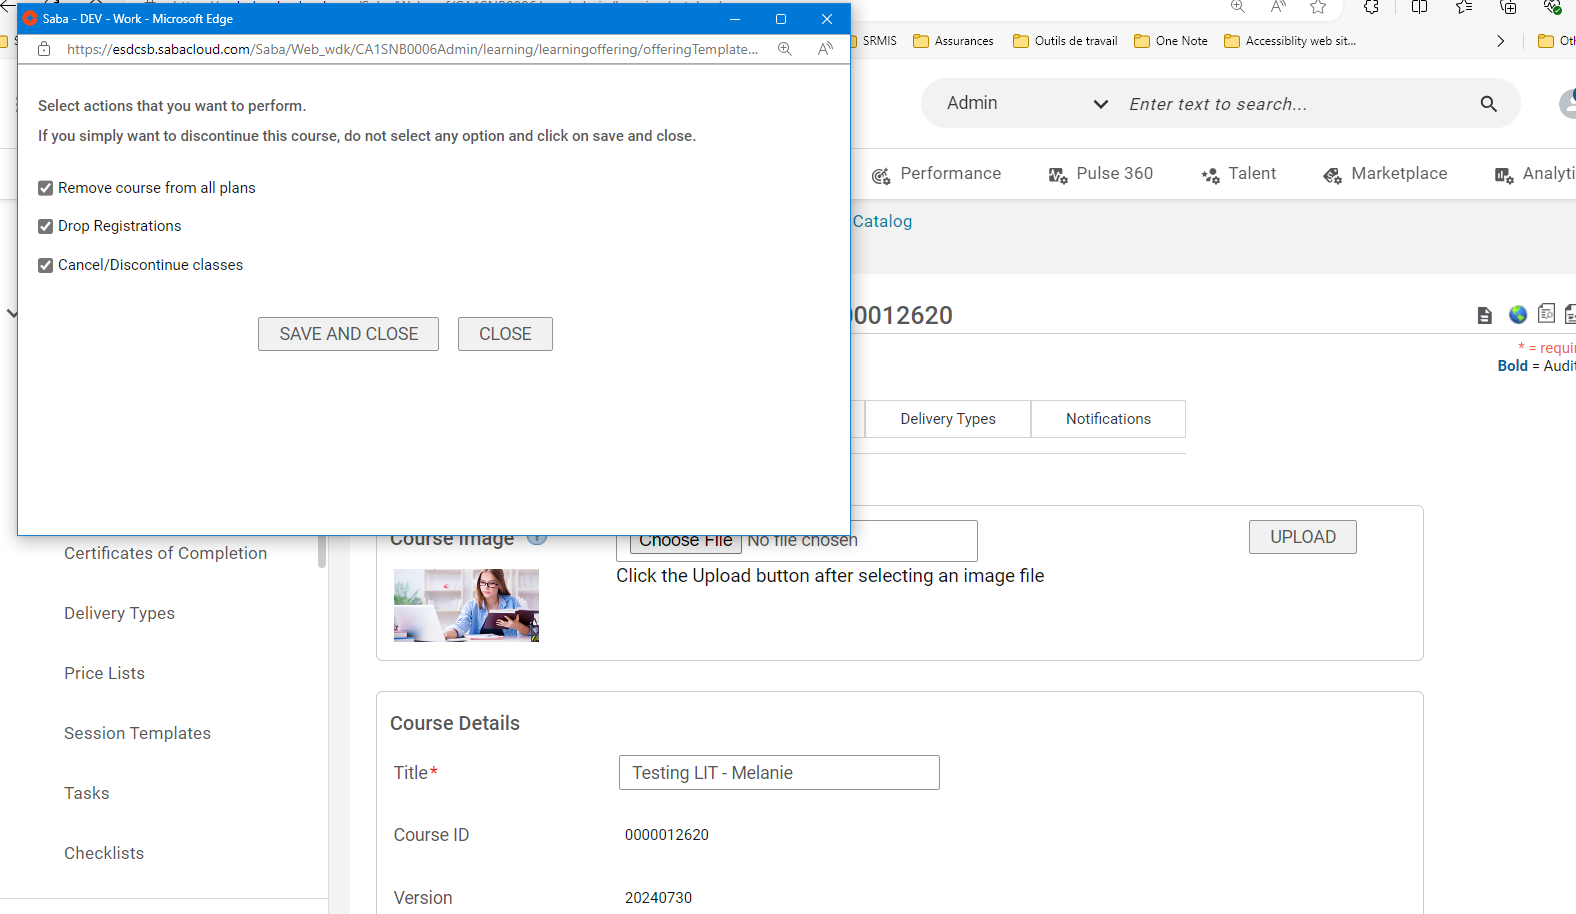 Saba - DEV - Work - Microsoft Edge
https://esdcsb.sabacloud.com/Saba/Web_wdk/CA1SNB0006Admin/learning/learningoffering/offeringTemplate...
Select actions that you want to perform.
If you simply want to discontinue this course, do not select any option and click on save and close.
Remove course from all plans
Drop Registrations
Cancel/Discontinue classes
SAVE AND CLOSE CLOSE
SRMIS Assurances Outils de travail One Note Accessiblity web sit... Oth
Admin Enter text to search...
Performance Pulse 360 Talent Marketplace Analyti
Catalog
00012620
* = requi
Bold = Audit
Delivery Types Notifications
Course Image ? Choose File No file chosen UPLOAD
Click the Upload button after selecting an image file
Certificates of Completion
Delivery Types
Price Lists
Session Templates
Tasks
Checklists
Course Details
Title* Testing LIT - Melanie
Course ID 0000012620
Version 20240730